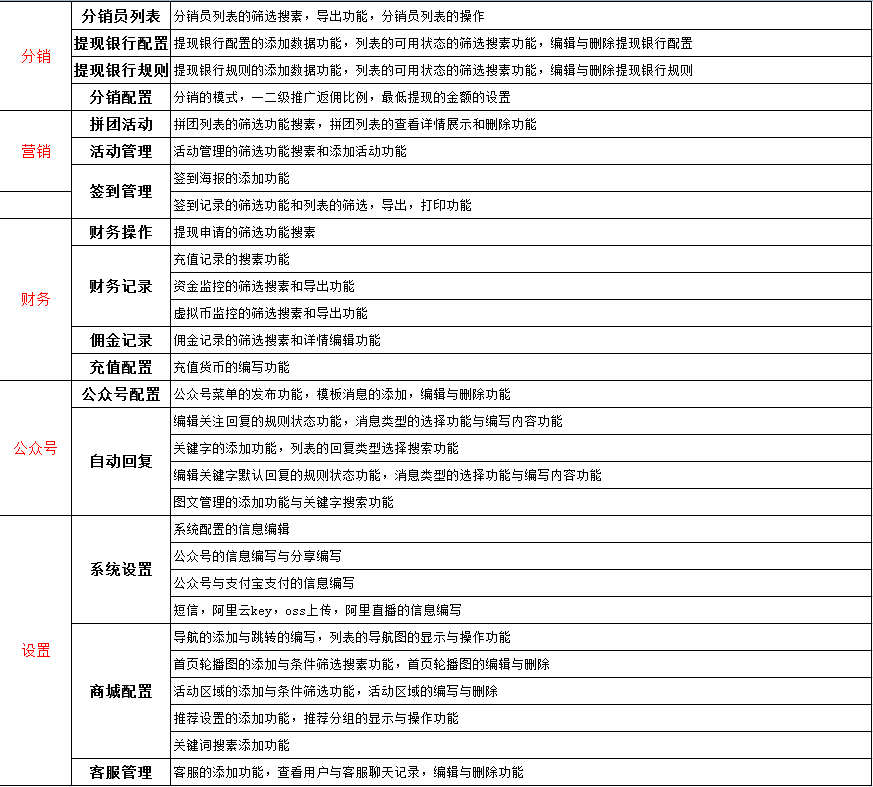 分销
分销员列表
分销员列表的筛选搜素，导出功能，分销员列表的操作
提现银行配置
提现银行配置的添加数据功能，列表的可用状态的筛选搜素功能，编辑与删除提现银行配置
提现银行规则
提现银行规则的添加数据功能，列表的可用状态的筛选搜素功能，编辑与删除提现银行规则
分销配置
分销的模式，一二级推广返佣比例，最低提现的金额的设置
营销
拼团活动
拼团列表的筛选功能搜素，拼团列表的查看详情展示和删除功能
活动管理
活动管理的筛选功能搜素和添加活动功能
签到管理
签到海报的添加功能
签到记录的筛选功能和列表的筛选，导出，打印功能
财务
财务操作
提现申请的筛选功能搜素
财务记录
充值记录的搜素功能
资金监控的筛选搜素和导出功能
虚拟币监控的筛选搜素和导出功能
佣金记录
佣金记录的筛选搜素和详情编辑功能
充值配置
充值货币的编写功能
公众号
公众号配置
公众号菜单的发布功能，模板消息的添加，编辑与删除功能
自动回复
编辑关注回复的规则状态功能，消息类型的选择功能与编写内容功能
关键字的添加功能，列表的回复类型选择搜索功能
编辑关键字默认回复的规则状态功能，消息类型的选择功能与编写内容功能
图文管理的添加功能与关键字搜索功能
设置
系统设置
系统配置的信息编辑
公众号的信息编写与分享编写
公众号与支付宝支付的信息编写
短信，阿里云key，oss上传，阿里直播的信息编写
商城配置
导航的添加与跳转的编写，列表的导航图的显示与操作功能
首页轮播图的添加与条件筛选搜素功能，首页轮播图的编辑与删除
活动区域的添加与条件筛选功能，活动区域的编写与删除
推荐设置的添加功能，推荐分组的显示与操作功能
关键词搜素添加功能
客服管理
客服的添加功能，查看用户与客服聊天记录，编辑与删除功能